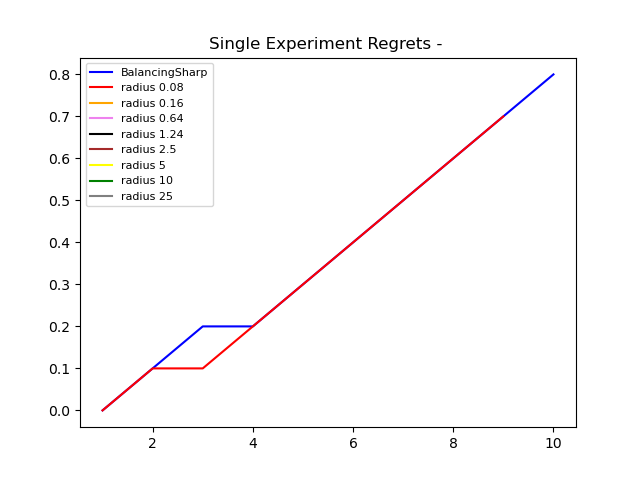 Single Experiment Regrets -
BalancingSharp
radius 0.08
radius 0.16
radius 0.64
radius 1.24
radius 2.5
radius 5
radius 10
radius 25
0.8
0.7
0.6
0.5
0.4
0.3
0.2
0.1
0.0
2 4 6 8 10